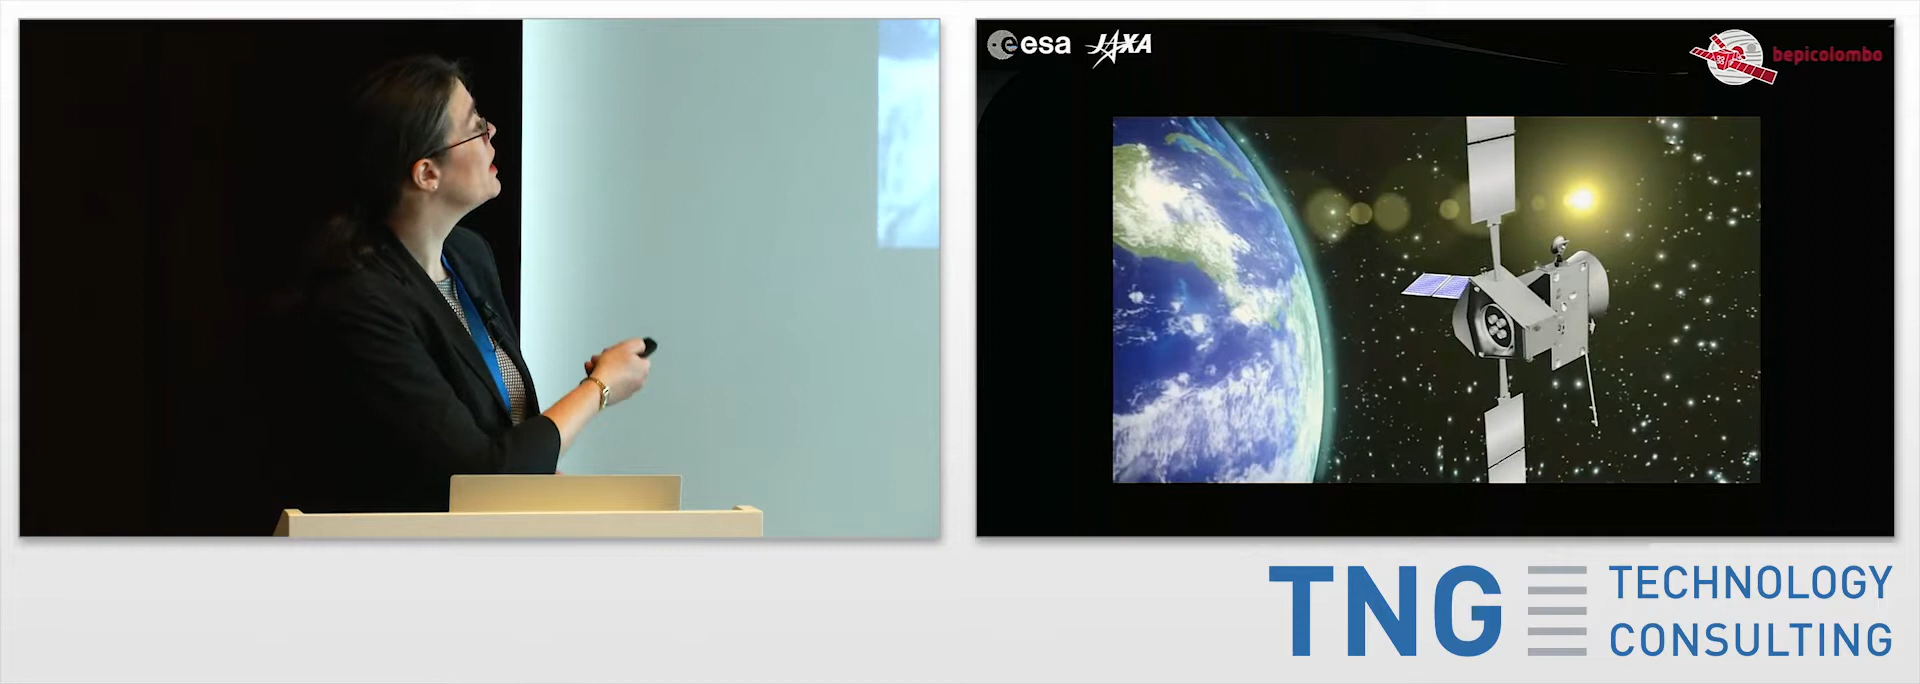 esa
JAXA
bepicolombo
TNG
TECHNOLOGY
CONSULTING